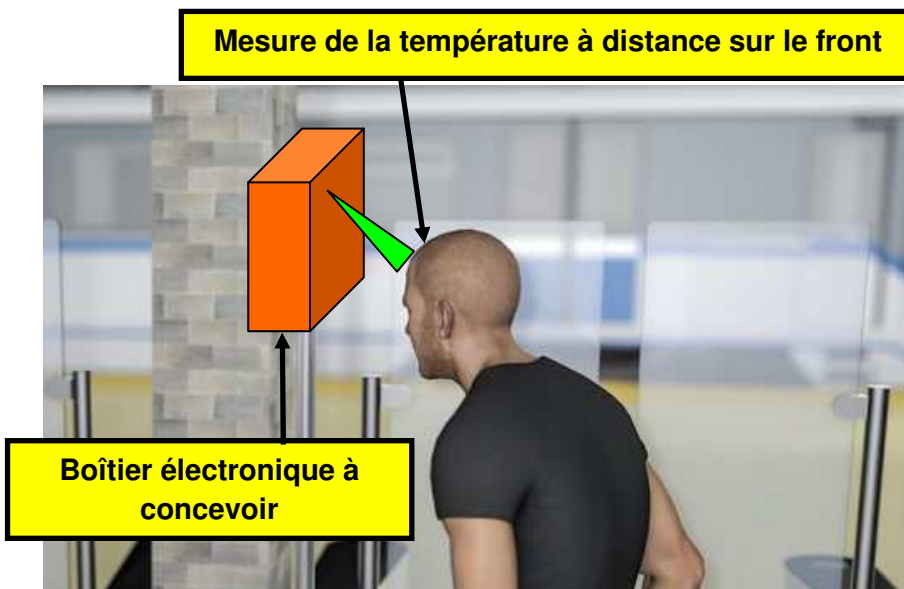 Mesure de la température à distance sur le front
Boîtier électronique à
concevoir